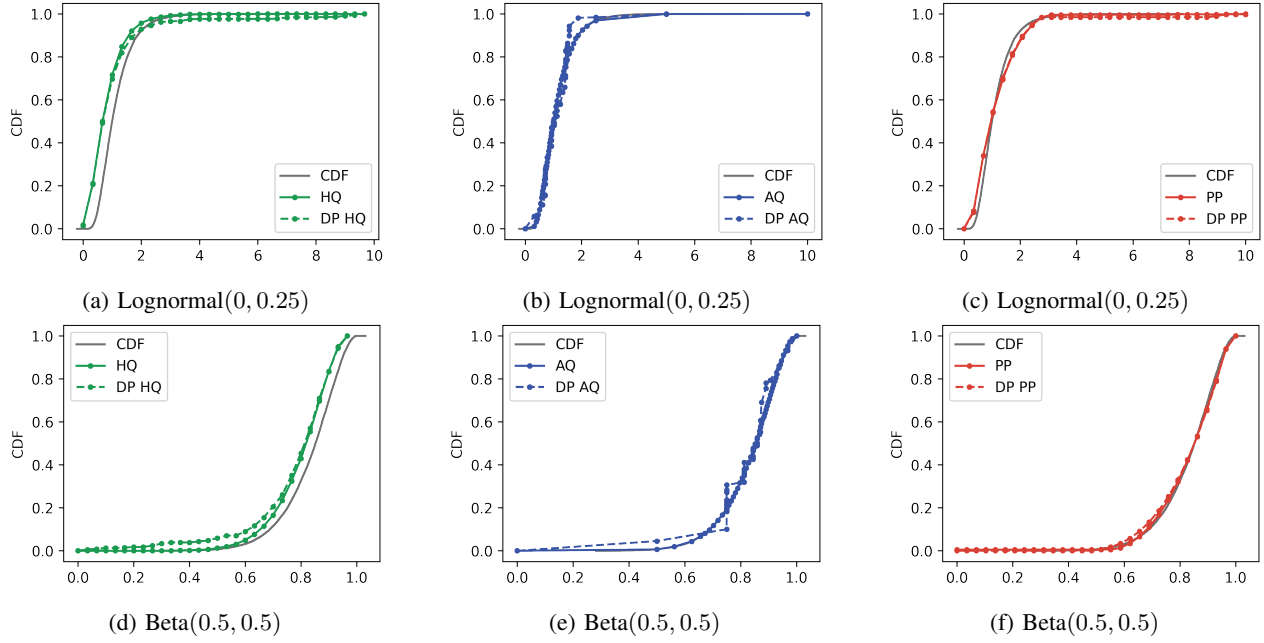 1.0
0.8
0.6
0.4
0.2
0.0
CDF
CDF
HQ
DP HQ
0 2 4 6 8 10
(a) Lognormal(0, 0.25)
1.0
0.8
0.6
0.4
0.2
0.0
CDF
CDF
AQ
DP AQ
0 2 4 6 8 10
(b) Lognormal(0, 0.25)
1.0
0.8
0.6
0.4
0.2
0.0
CDF
CDF
PP
DP PP
0 2 4 6 8 10
(c) Lognormal(0, 0.25)
1.0
0.8
0.6
0.4
0.2
0.0
CDF
CDF
HQ
DP HQ
0.0 0.2 0.4 0.6 0.8 1.0
(d) Beta(0.5, 0.5)
1.0
0.8
0.6
0.4
0.2
0.0
CDF
CDF
AQ
DP AQ
0.0 0.2 0.4 0.6 0.8 1.0
(e) Beta(0.5, 0.5)
1.0
0.8
0.6
0.4
0.2
0.0
CDF
CDF
PP
DP PP
0.0 0.2 0.4 0.6 0.8 1.0
(f) Beta(0.5, 0.5)